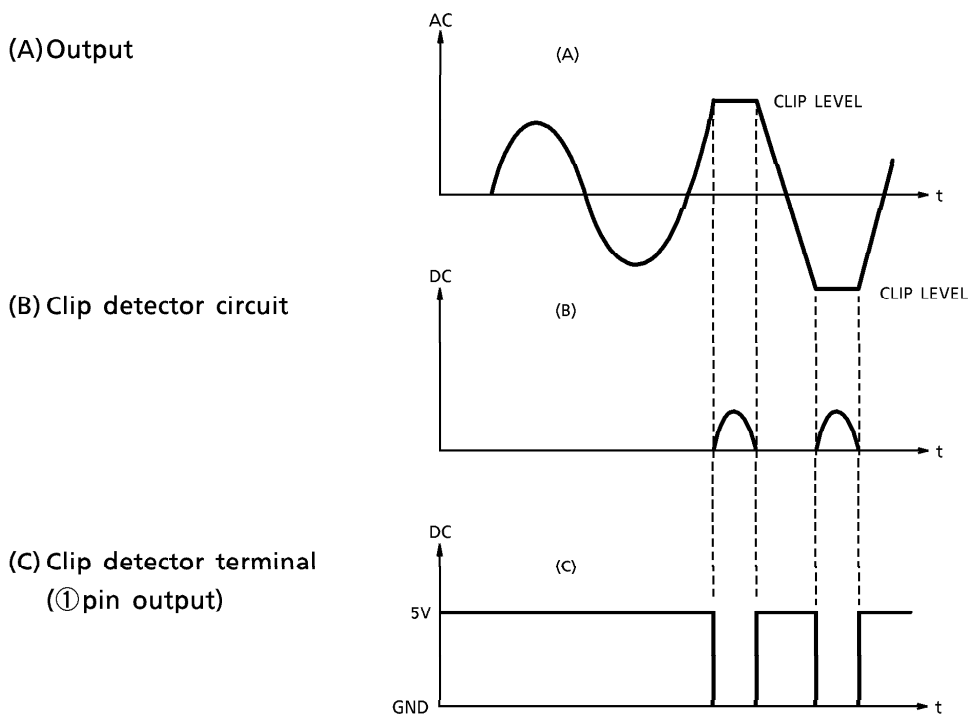 (A) Output
AC
(A)
CLIP LEVEL
t
(B) Clip detector circuit
DC
(B)
CLIP LEVEL
t
(C) Clip detector terminal
(①pin output)
DC
(C)
5V
GND
t